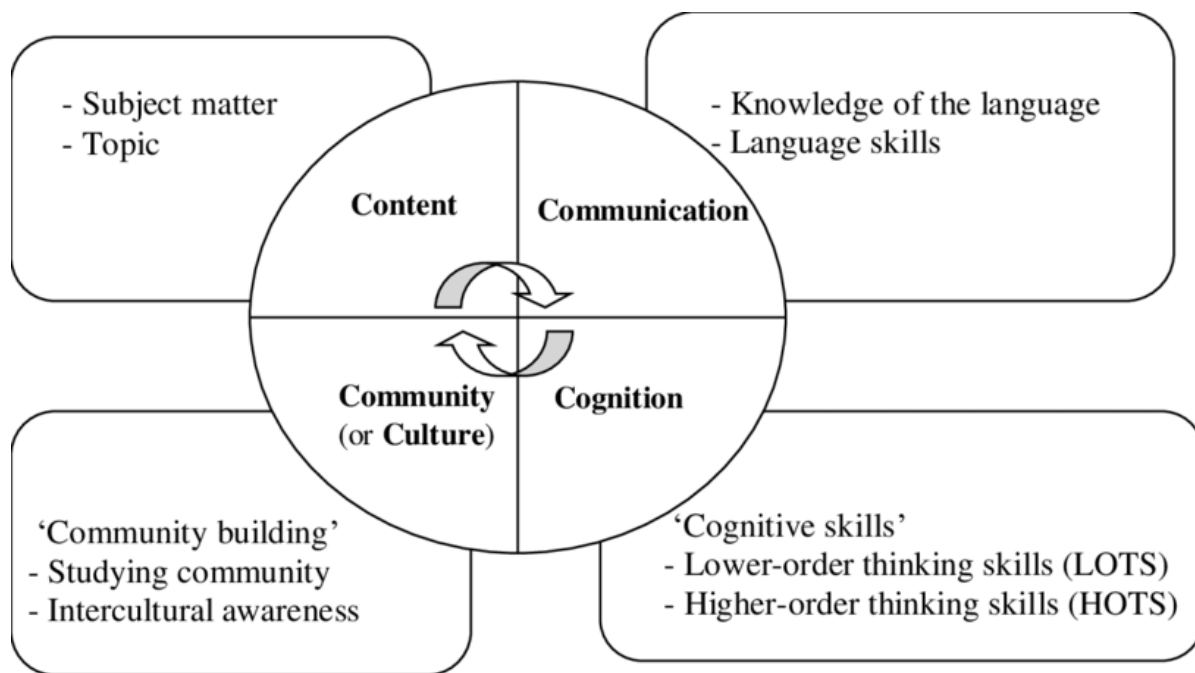 - Subject matter
- Topic
- Knowledge of the language
- Language skills
Content
Communication
Community
(or Culture)
Cognition
‘Community building’
- Studying community
- Intercultural awareness
‘Cognitive skills’
- Lower-order thinking skills (LOTS)
- Higher-order thinking skills (HOTS)